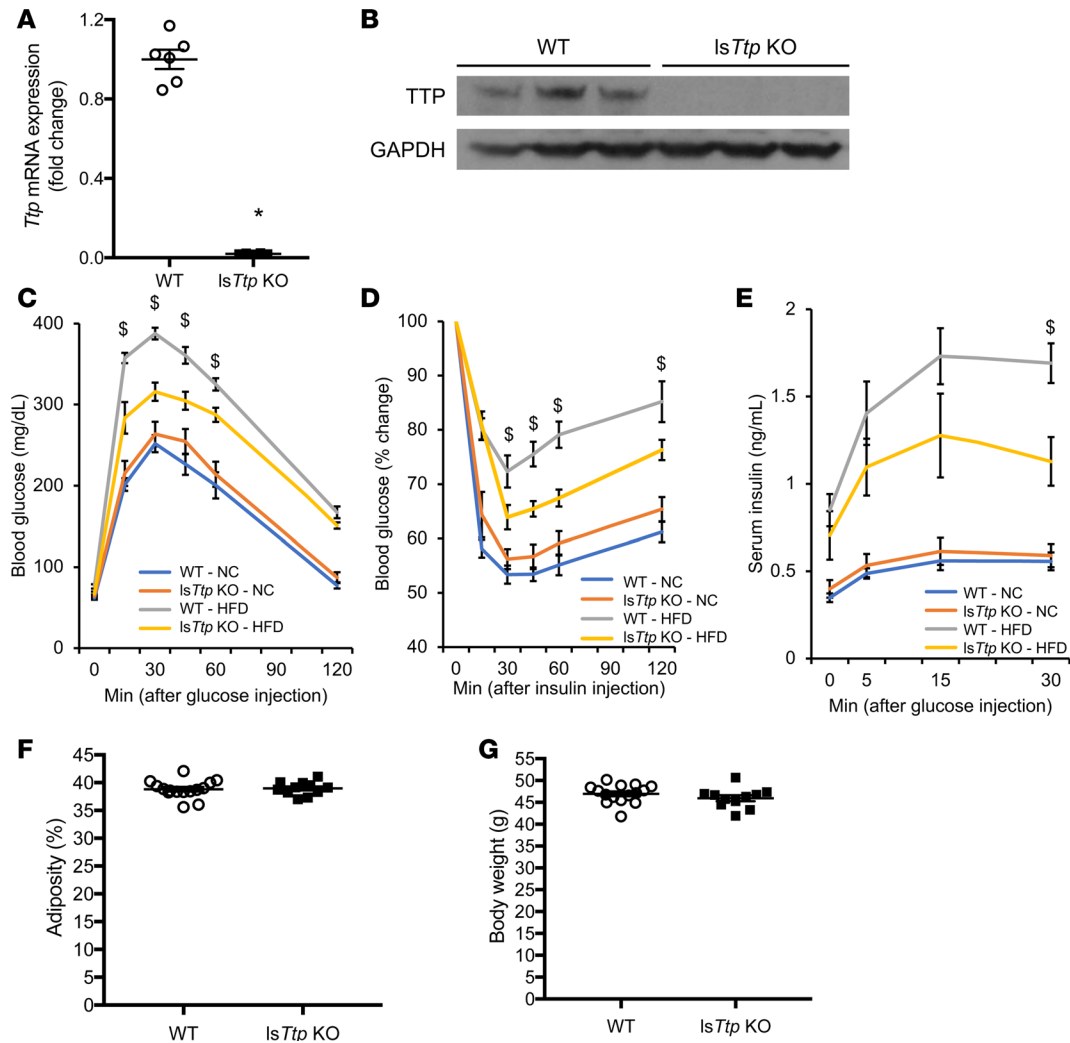 A
1.2
0.8
0.4
0.0
Ttp mRNA expression
(fold change)
*
WT
lsTtp KO
B
WT
lsTtp KO
TTP
GAPDH
C
400
300
200
100
0
Blood glucose (mg/dL)
$
$
$
$
WT - NC
lsTtp KO - NC
WT - HFD
lsTtp KO - HFD
0
30
60
90
120
Min (after glucose injection)
D
100
90
80
70
60
50
40
Blood glucose (% change)
$
$
$
$
WT - NC
lsTtp KO - NC
WT - HFD
lsTtp KO - HFD
0
30
60
90
120
Min (after insulin injection)
E
2
1.5
1
0.5
0
Serum insulin (ng/mL)
$
WT - NC
lsTtp KO - NC
WT - HFD
lsTtp KO - HFD
0
5
15
30
Min (after glucose injection)
F
45
40
35
30
25
20
15
10
5
0
Adiposity (%)
WT
lsTtp KO
G
55
50
45
40
35
30
25
20
15
10
5
0
Body weight (g)
WT
lsTtp KO